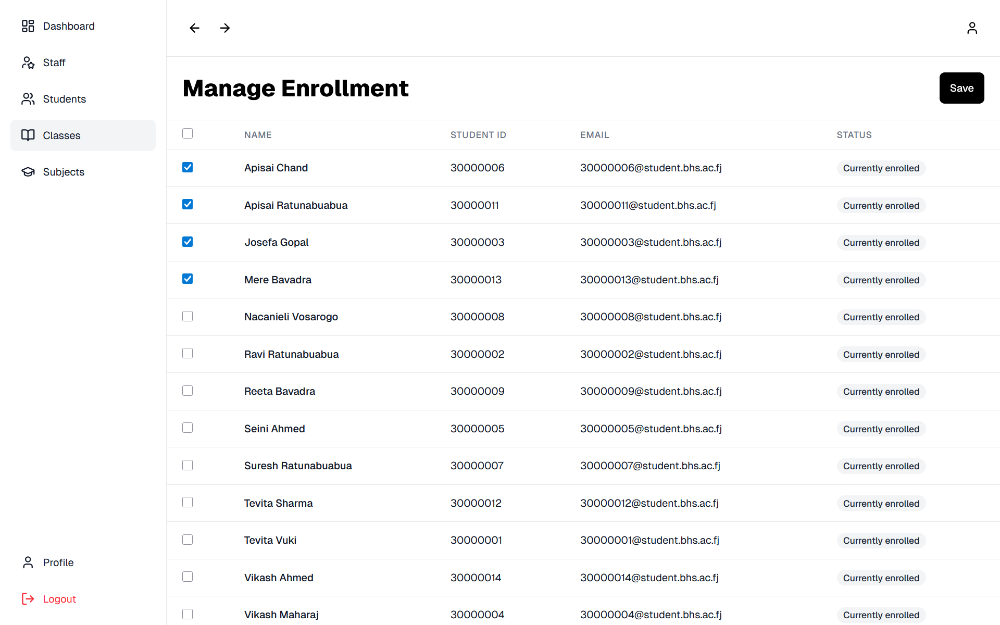 Dashboard
Staff
Students
Classes
Subjects
Profile
Logout
Manage Enrollment
Save
NAME STUDENT ID EMAIL STATUS
Apisai Chand 30000006 30000006@student.bhs.ac.fj Currently enrolled
Apisai Ratunabuabua 30000011 30000011@student.bhs.ac.fj Currently enrolled
Josefa Gopal 30000003 30000003@student.bhs.ac.fj Currently enrolled
Mere Bavadra 30000013 30000013@student.bhs.ac.fj Currently enrolled
Nacanieli Vosarogo 30000008 30000008@student.bhs.ac.fj Currently enrolled
Ravi Ratunabuabua 30000002 30000002@student.bhs.ac.fj Currently enrolled
Reeta Bavadra 30000009 30000009@student.bhs.ac.fj Currently enrolled
Seini Ahmed 30000005 30000005@student.bhs.ac.fj Currently enrolled
Suresh Ratunabuabua 30000007 30000007@student.bhs.ac.fj Currently enrolled
Tevita Sharma 30000012 30000012@student.bhs.ac.fj Currently enrolled
Tevita Vuki 30000001 30000001@student.bhs.ac.fj Currently enrolled
Vikash Ahmed 30000014 30000014@student.bhs.ac.fj Currently enrolled
Vikash Maharaj 30000004 30000004@student.bhs.ac.fj Currently enrolled